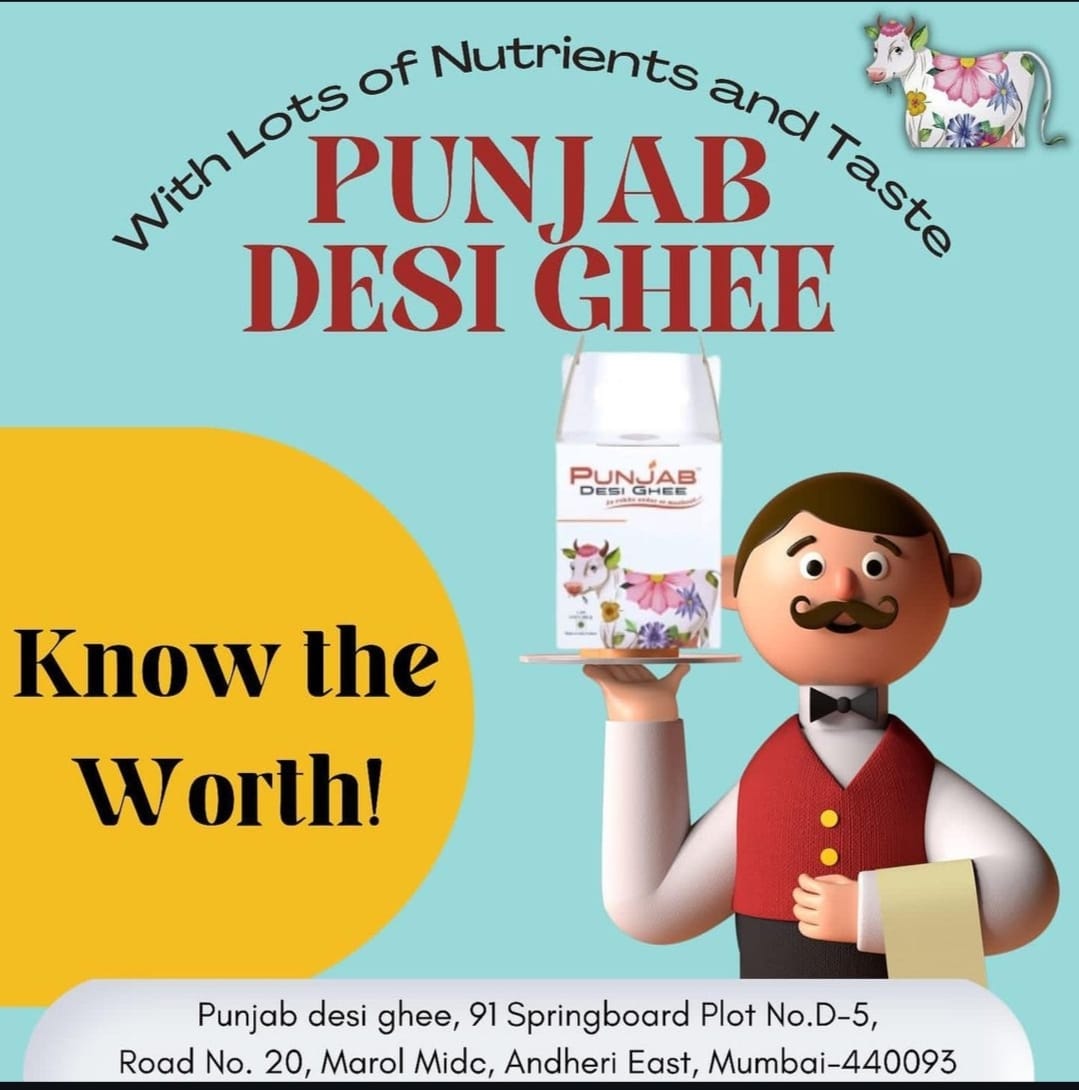 With Lots of Nutrients and Taste
PUNJAB
DESI GHEE
PUNJAB
DESI GHEE
Know the
Worth!
Punjab desi ghee, 91 Springboard Plot No.D-5,
Road No. 20, Marol Midc, Andheri East, Mumbai-440093